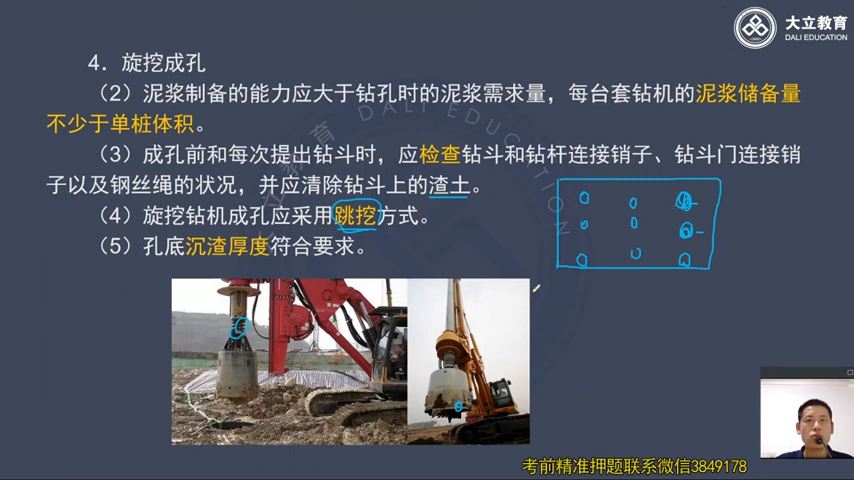 大立教育
DALI EDUCATION
4．旋挖成孔
（2）泥浆制备的能力应大于钻孔时的泥浆需求量，每台套钻机的泥浆储备量
不少于单桩体积。
（3）成孔前和每次提出钻斗时，应检查钻斗和钻杆连接销子、钻斗门连接销
子以及钢丝绳的状况，并应清除钻斗上的渣土。
（4）旋挖钻机成孔应采用跳挖方式。
（5）孔底沉渣厚度符合要求。
大立教育 DALI EDUCATION
考前精准押题联系微信3849178